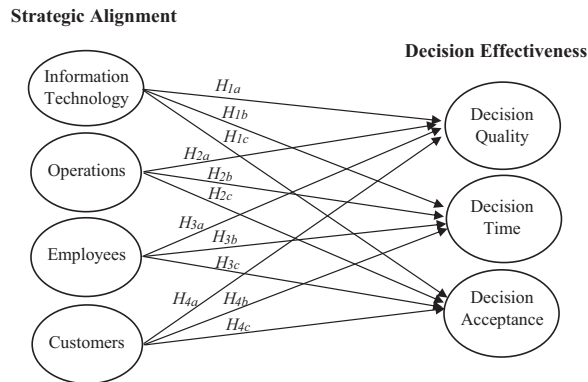 Strategic Alignment
Decision Effectiveness
Information
Technology
Operations
Employees
Customers
H1a
H1b
H1c
H2a
H2b
H2c
H3a
H3b
H3c
H4a
H4b
H4c
Decision
Quality
Decision
Time
Decision
Acceptance